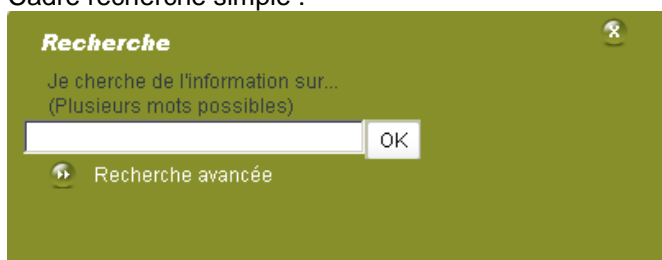 Cadre recherche simple :
Recherche
Je cherche de l'information sur...
(Plusieurs mots possibles)
OK
Recherche avancée